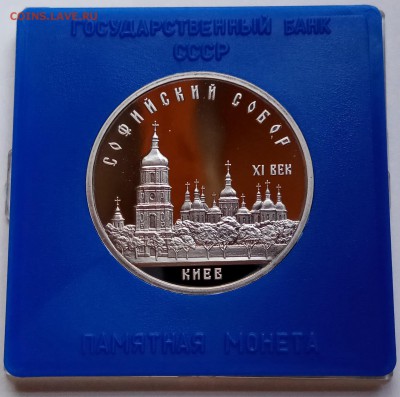 COINS.LAVE.RU
ГОСУДАРСТВЕННЫЙ БАНК
СССР
СОФИЙСКИЙ СОБОР
XI ВЕК
КИЕВ
ПАМЯТНАЯ МОНЕТА